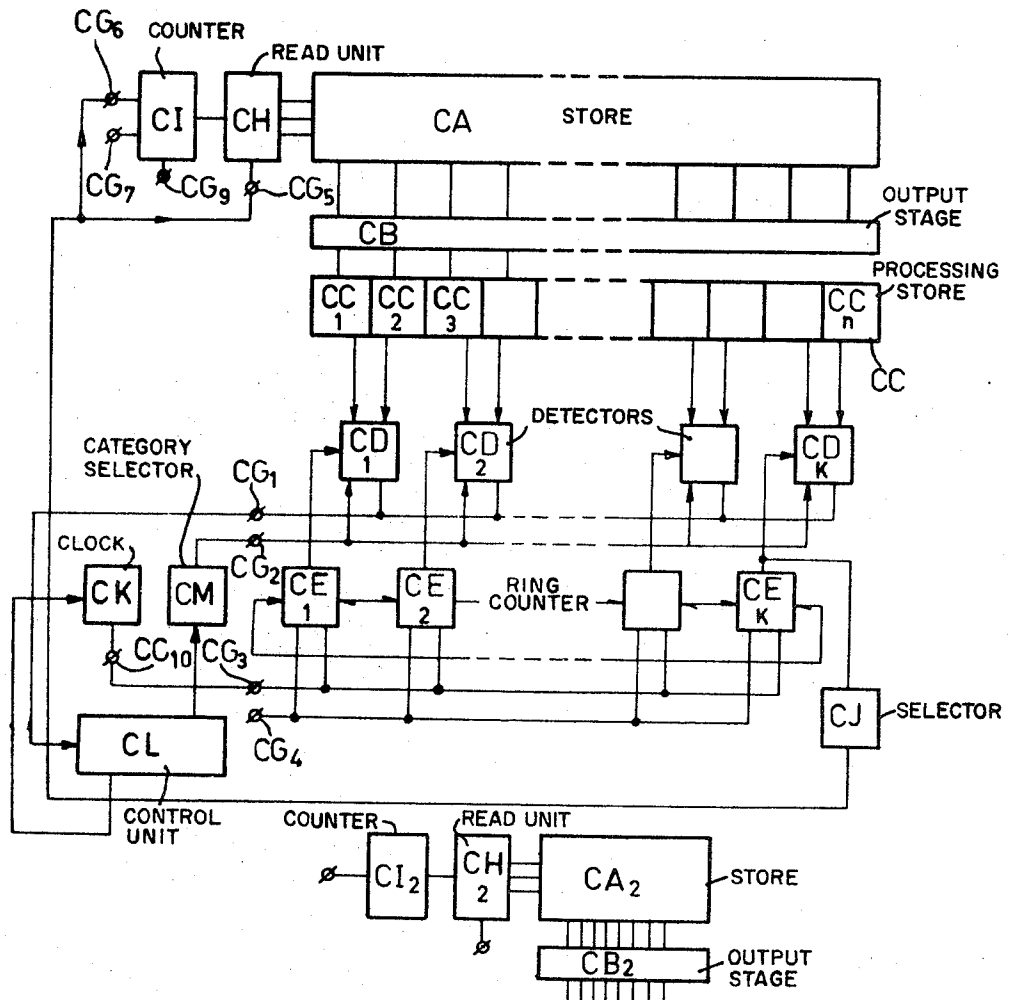 CG6
COUNTER
READ UNIT
CI
CH
CA
STORE
CG7
CG9
CG5
OUTPUT
STAGE
CB
PROCESSING
STORE
CC
1
CC
2
CC
3
CC
n
CC
DETECTORS
CATEGORY
SELECTOR
CD
1
CD
2
CD
K
CG1
CLOCK
CG2
CK
CM
CE
1
CE
2
RING
COUNTER
CE
K
CC10
CG3
CJ
SELECTOR
CL
CG4
CONTROL
UNIT
COUNTER
READ UNIT
CI2
CH
2
CA2
STORE
CB2
OUTPUT
STAGE